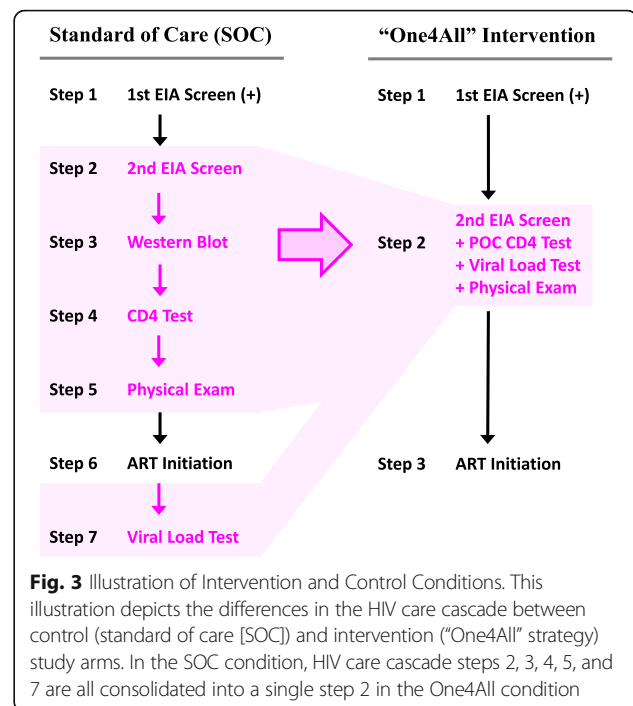 Standard of Care (SOC)
Step 1 1st EIA Screen (+)
Step 2 2nd EIA Screen
Step 3 Western Blot
Step 4 CD4 Test
Step 5 Physical Exam
Step 6 ART Initiation
Step 7 Viral Load Test
“One4All” Intervention
Step 1 1st EIA Screen (+)
Step 2
2nd EIA Screen
+ POC CD4 Test
+ Viral Load Test
+ Physical Exam
Step 3 ART Initiation
Fig. 3 Illustration of Intervention and Control Conditions. This
illustration depicts the differences in the HIV care cascade between
control (standard of care [SOC]) and intervention (“One4All” strategy)
study arms. In the SOC condition, HIV care cascade steps 2, 3, 4, 5, and
7 are all consolidated into a single step 2 in the One4All condition